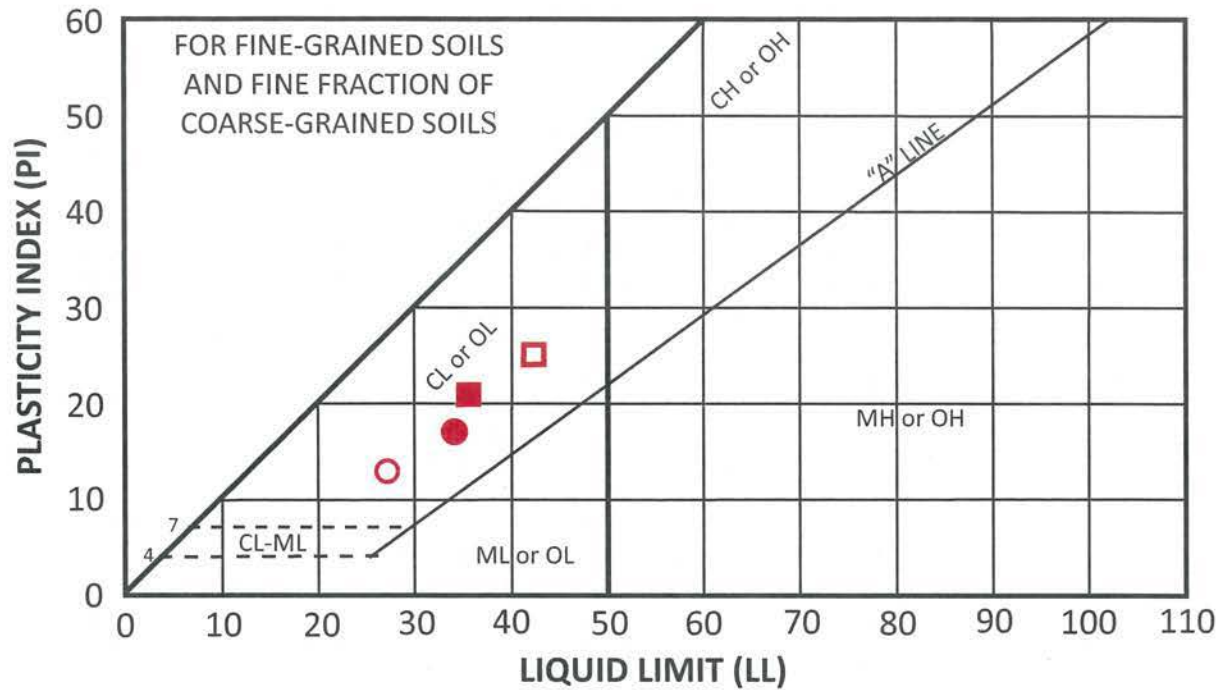 FOR FINE-GRAINED SOILS
AND FINE FRACTION OF
COARSE-GRAINED SOILS
PLASTICITY INDEX (PI)
60
50
40
30
20
10
0
7
4
CH or OH
"A" LINE
CL or OL
MH or OH
CL-ML
ML or OL
0 10 20 30 40 50 60 70 80 90 100 110
LIQUID LIMIT (LL)